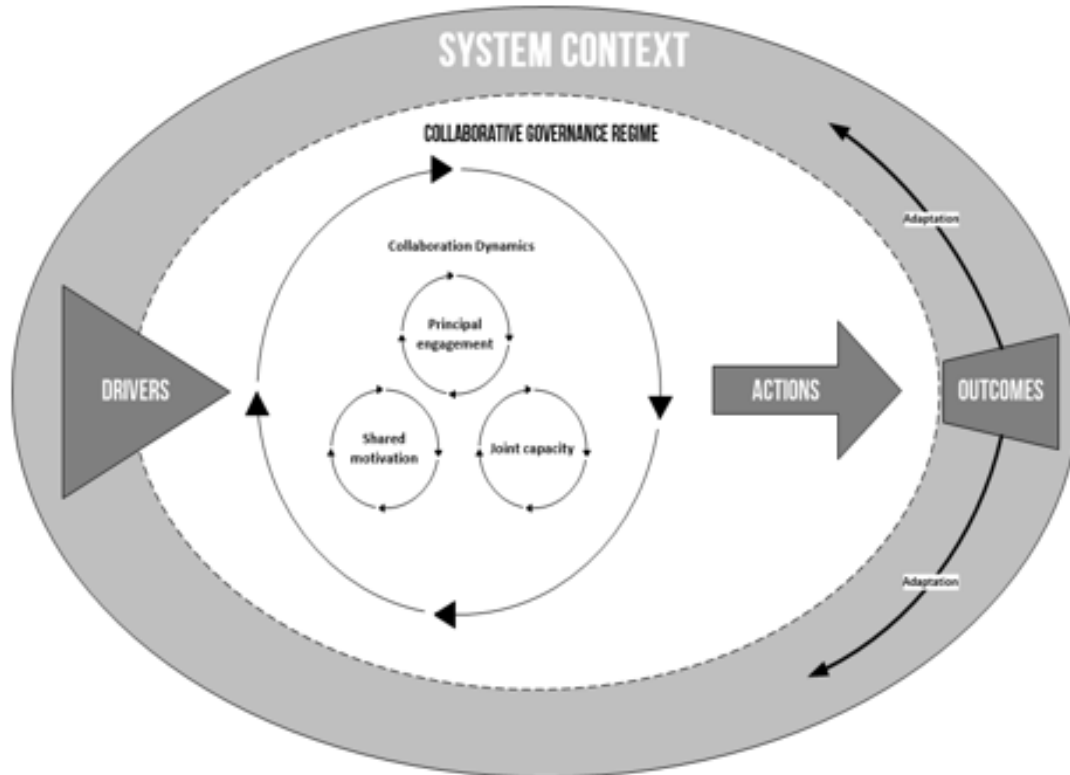 SYSTEM CONTEXT
COLLABORATIVE GOVERNANCE REGIME
Adaptation
Collaboration Dynamics
Principal
engagement
DRIVERS
ACTIONS
OUTCOMES
Shared
motivation
Joint capacity
Adaptation